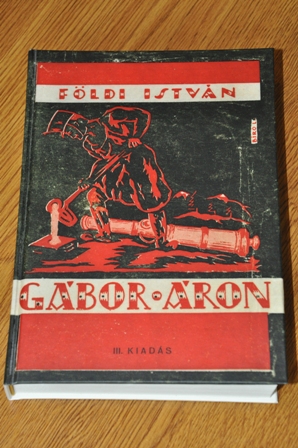 FÖLDI ISTVÁN
GÁBOR ÁRON
III. KIADÁS